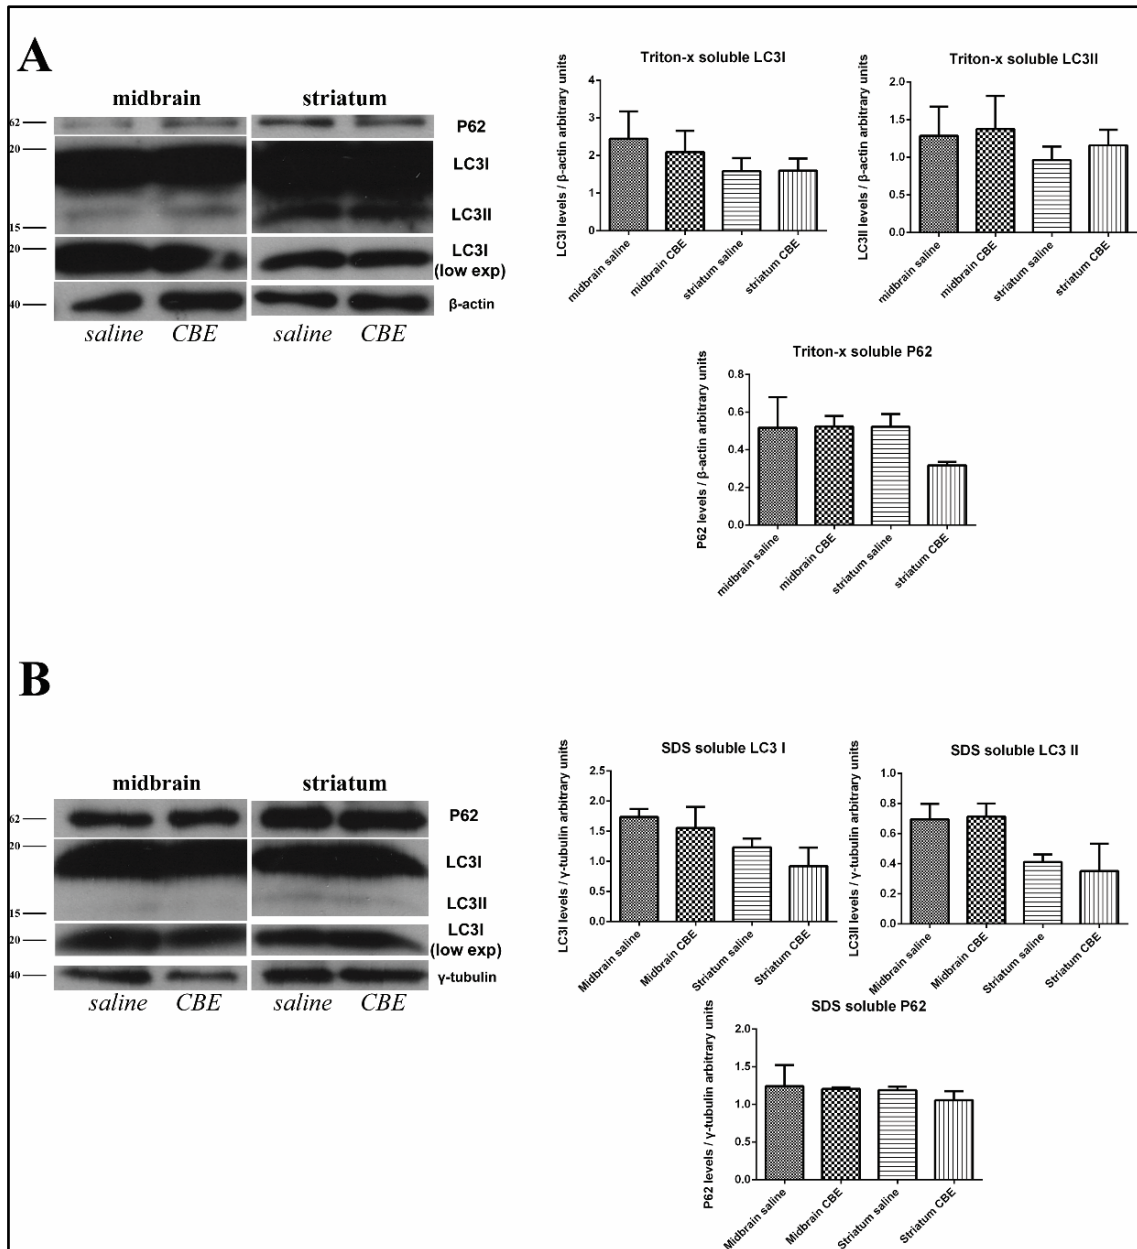 A
midbrain striatum
62 P62
20 LC3I
LC3II
15
20 LC3I
(low exp)
40 β-actin
saline CBE saline CBE
Triton-x soluble LC3I
LC3I levels / β-actin arbitrary units
4
3
2
1
0
midbrain saline
midbrain CBE
striatum saline
striatum CBE
Triton-x soluble LC3II
LC3II levels / β-actin arbitrary units
2.0
1.5
1.0
0.5
0.0
midbrain saline
midbrain CBE
striatum saline
striatum CBE
Triton-x soluble P62
P62 levels / β-actin arbitrary units
0.8
0.6
0.4
0.2
0.0
midbrain saline
midbrain CBE
striatum saline
striatum CBE
B
midbrain striatum
62 P62
20 LC3I
LC3II
15
20 LC3I
(low exp)
40 γ-tubulin
saline CBE saline CBE
SDS soluble LC3 I
LC3I levels / γ-tubulin arbitrary units
2.5
2.0
1.5
1.0
0.5
0.0
Midbrain saline
Midbrain CBE
Striatum saline
Striatum CBE
SDS soluble LC3 II
LC3II levels / γ-tubulin arbitrary units
1.0
0.8
0.6
0.4
0.2
0.0
Midbrain saline
Midbrain CBE
Striatum saline
Striatum CBE
SDS soluble P62
P62 levels / γ-tubulin arbitrary units
2.0
1.5
1.0
0.5
0.0
Midbrain saline
Midbrain CBE
Striatum saline
Striatum CBE